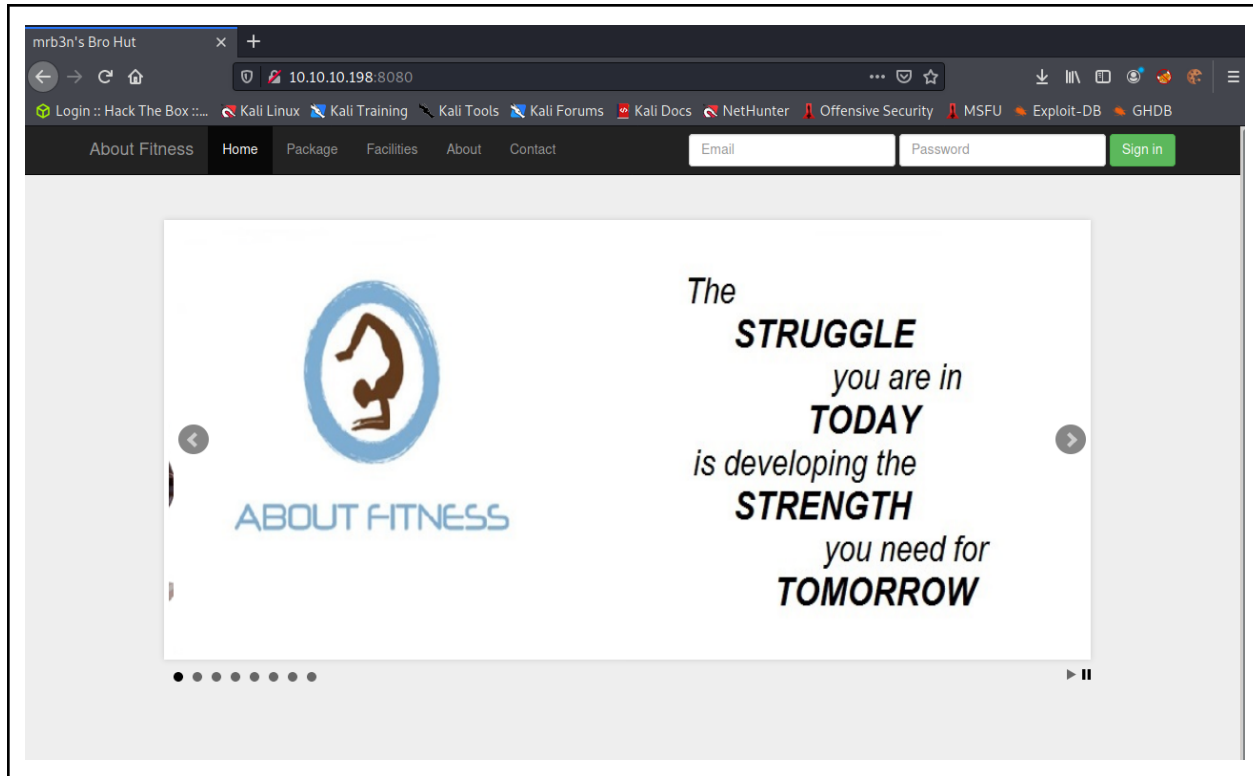 mrb3n's Bro Hut
10.10.10.198:8080
Login :: Hack The Box ::... Kali Linux Kali Training Kali Tools Kali Forums Kali Docs NetHunter Offensive Security MSFU Exploit-DB GHDB
About Fitness Home Package Facilities About Contact Email Password Sign in
The
STRUGGLE
you are in
TODAY
is developing the
STRENGTH
you need for
TOMORROW
ABOUT FITNESS